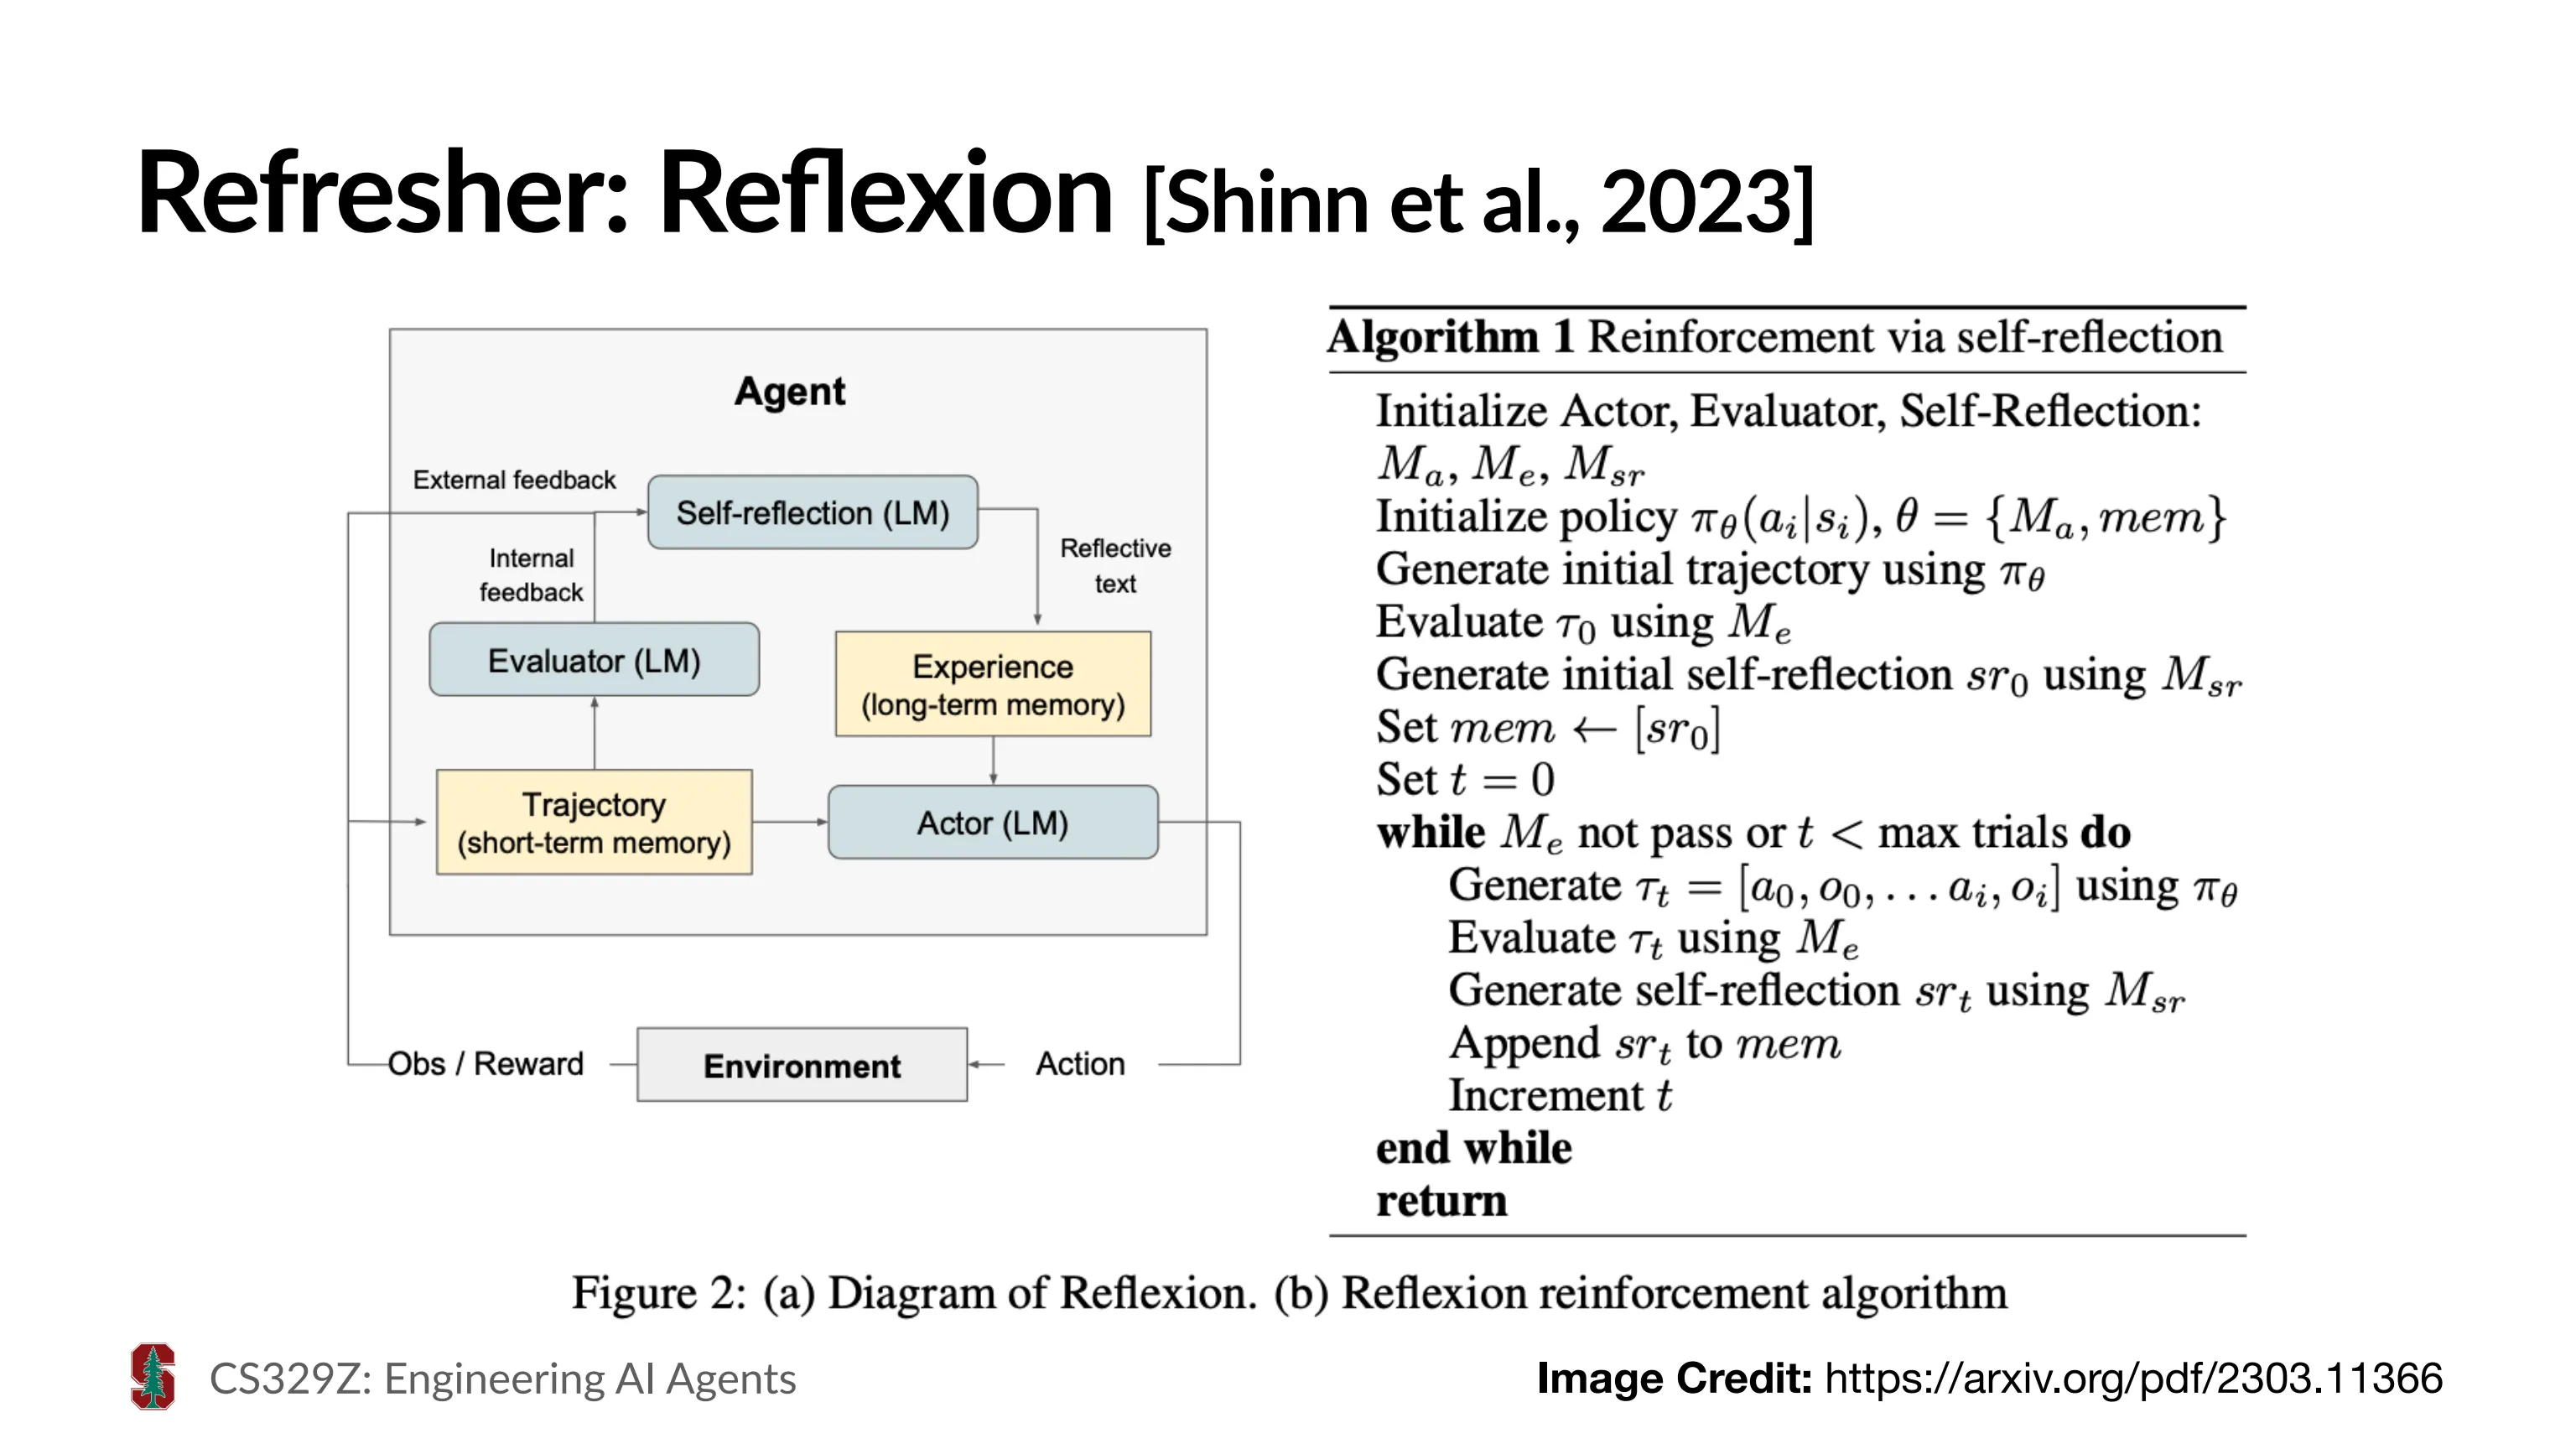 Refresher: Reflexion [Shinn et al., 2023]
Agent
External feedback
Self-reflection (LM)
Internal
feedback
Reflective
text
Evaluator (LM)
Experience
(long-term memory)
Trajectory
(short-term memory)
Actor (LM)
Obs / Reward
Environment
Action
Algorithm 1 Reinforcement via self-reflection
Initialize Actor, Evaluator, Self-Reflection:
M_a, M_e, M_{sr}
Initialize policy π_θ(a_i|s_i), θ = {M_a, mem}
Generate initial trajectory using π_θ
Evaluate τ_0 using M_e
Generate initial self-reflection sr_0 using M_{sr}
Set mem ← [sr_0]
Set t = 0
while M_e not pass or t < max trials do
Generate τ_t = [a_0, o_0, . . . a_i, o_i] using π_θ
Evaluate τ_t using M_e
Generate self-reflection sr_t using M_{sr}
Append sr_t to mem
Increment t
end while
return
Figure 2: (a) Diagram of Reflexion. (b) Reflexion reinforcement algorithm
CS329Z: Engineering AI Agents
Image Credit: https://arxiv.org/pdf/2303.11366